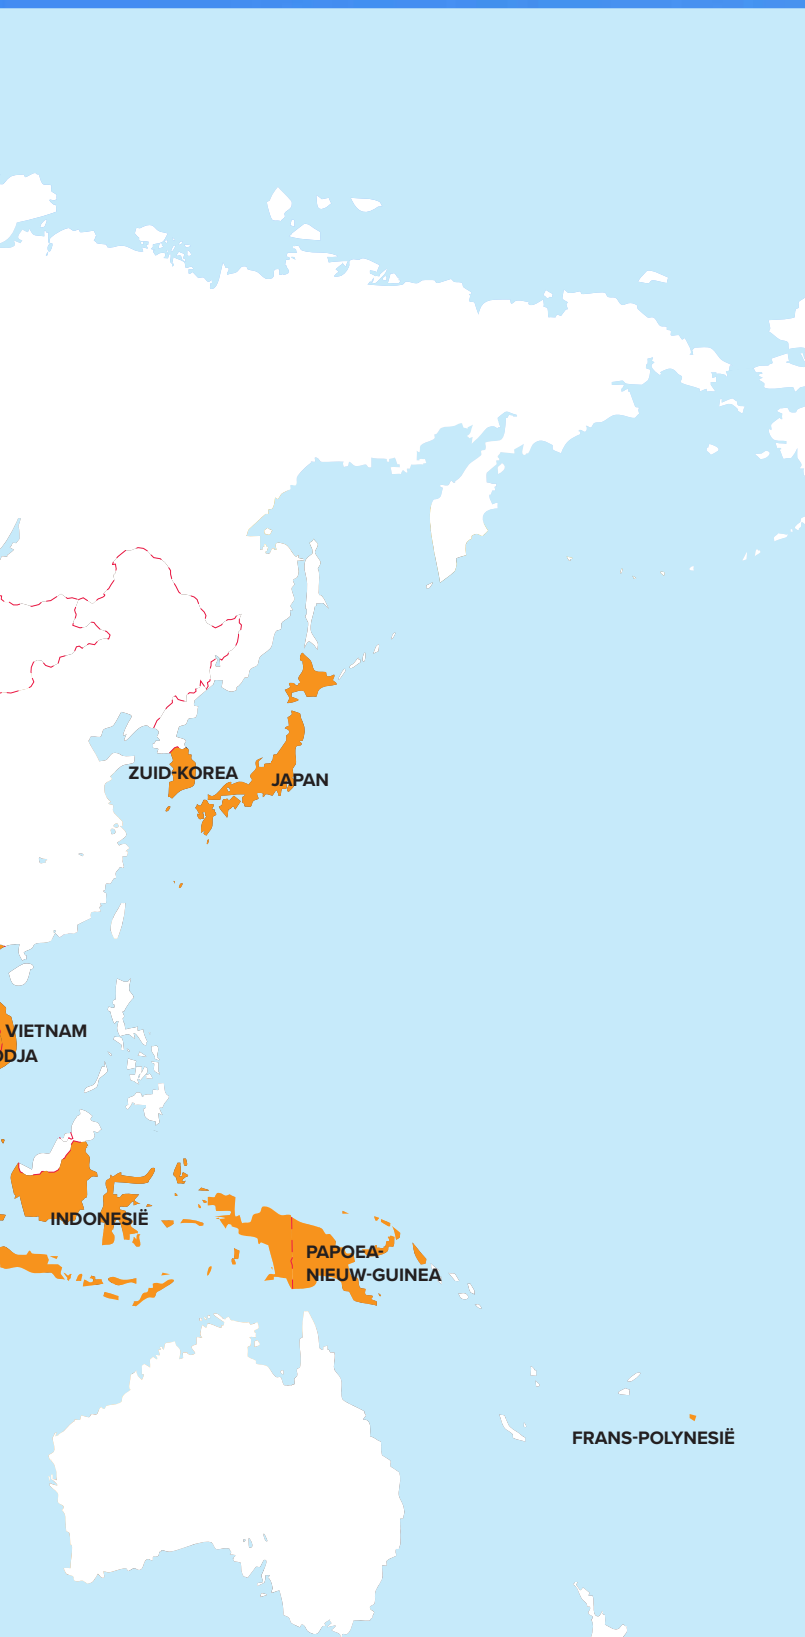 ZUID-KOREA
JAPAN
VIETNAM
ODJA
INDONESIË
PAPOEA-
NIEUW-GUINEA
FRANS-POLYNESIË